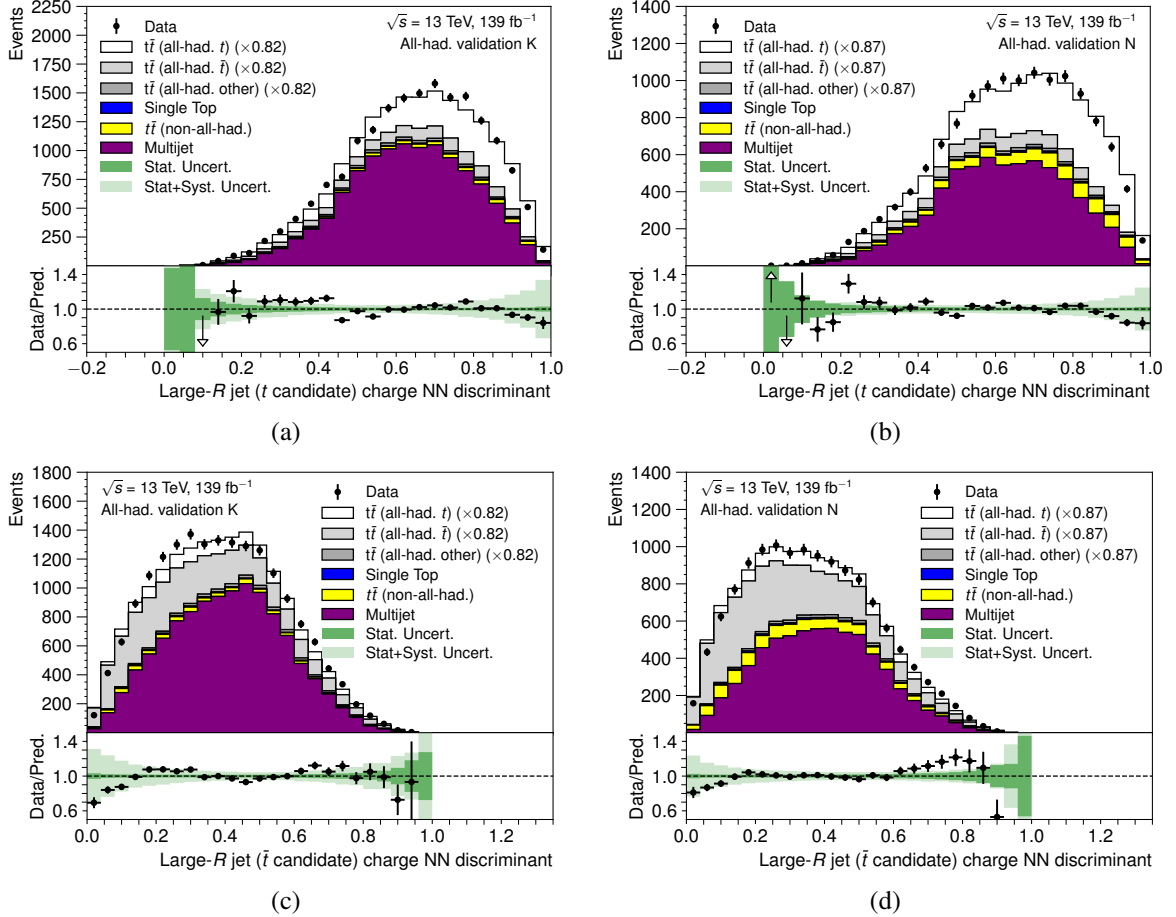 Events
2250
2000
1750
1500
1250
1000
750
500
250
Data
tt̄ (all-had. t) (×0.82)
tt̄ (all-had. t̄) (×0.82)
tt̄ (all-had. other) (×0.82)
Single Top
tt̄ (non-all-had.)
Multijet
Stat. Uncert.
Stat+Syst. Uncert.
√s = 13 TeV, 139 fb⁻¹
All-had. validation K
Data/Pred.
1.4
1.0
0.6
−0.2 0.0 0.2 0.4 0.6 0.8 1.0
Large-R jet (t candidate) charge NN discriminant
(a)
Events
1400
1200
1000
800
600
400
200
Data
tt̄ (all-had. t) (×0.87)
tt̄ (all-had. t̄) (×0.87)
tt̄ (all-had. other) (×0.87)
Single Top
tt̄ (non-all-had.)
Multijet
Stat. Uncert.
Stat+Syst. Uncert.
√s = 13 TeV, 139 fb⁻¹
All-had. validation N
Data/Pred.
1.4
1.0
0.6
−0.2 0.0 0.2 0.4 0.6 0.8 1.0
Large-R jet (t candidate) charge NN discriminant
(b)
Events
1800
1600
1400
1200
1000
800
600
400
200
√s = 13 TeV, 139 fb⁻¹
All-had. validation K
Data
tt̄ (all-had. t) (×0.82)
tt̄ (all-had. t̄) (×0.82)
tt̄ (all-had. other) (×0.82)
Single Top
tt̄ (non-all-had.)
Multijet
Stat. Uncert.
Stat+Syst. Uncert.
Data/Pred.
1.4
1.0
0.6
0.0 0.2 0.4 0.6 0.8 1.0 1.2
Large-R jet (t̄ candidate) charge NN discriminant
(c)
Events
1400
1200
1000
800
600
400
200
√s = 13 TeV, 139 fb⁻¹
All-had. validation N
Data
tt̄ (all-had. t) (×0.87)
tt̄ (all-had. t̄) (×0.87)
tt̄ (all-had. other) (×0.87)
Single Top
tt̄ (non-all-had.)
Multijet
Stat. Uncert.
Stat+Syst. Uncert.
Data/Pred.
1.4
1.0
0.6
0.0 0.2 0.4 0.6 0.8 1.0 1.2
Large-R jet (t̄ candidate) charge NN discriminant
(d)